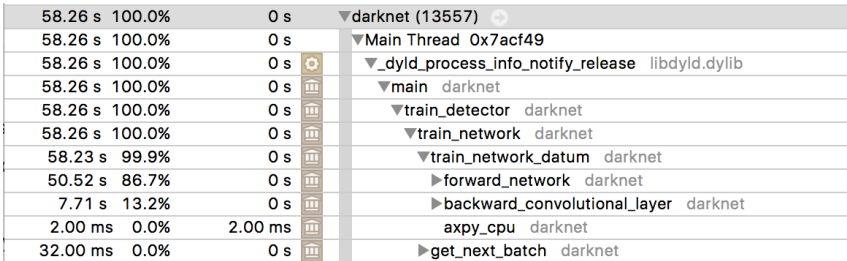 58.26 s 100.0% 0 s darknet (13557)
58.26 s 100.0% 0 s Main Thread 0x7acf49
58.26 s 100.0% 0 s _dyld_process_info_notify_release libdyld.dylib
58.26 s 100.0% 0 s main darknet
58.26 s 100.0% 0 s train_detector darknet
58.26 s 100.0% 0 s train_network darknet
58.23 s 99.9% 0 s train_network_datum darknet
50.52 s 86.7% 0 s forward_network darknet
7.71 s 13.2% 0 s backward_convolutional_layer darknet
2.00 ms 0.0% 2.00 ms axpy_cpu darknet
32.00 ms 0.0% 0 s get_next_batch darknet